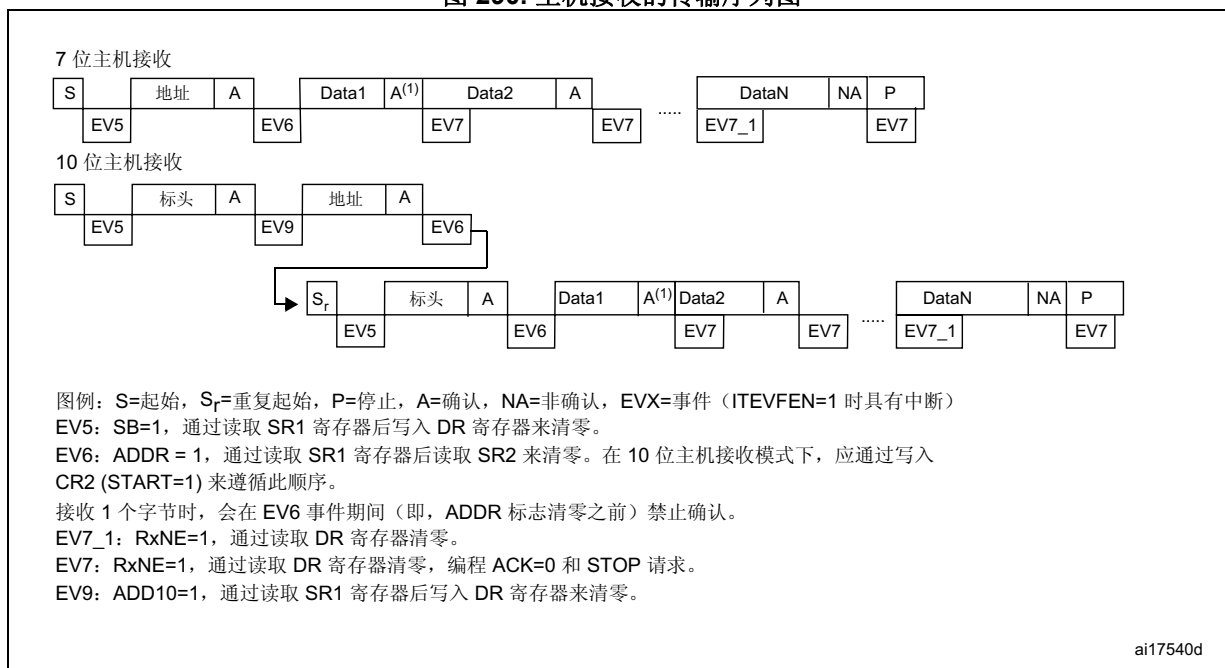 7 位主机接收
S 地址 A Data1 A(1) Data2 A DataN NA P
EV5 EV6 EV7 EV7 ..... EV7_1 EV7
10 位主机接收
S 标头 A 地址 A
EV5 EV9 EV6
Sr 标头 A Data1 A(1) Data2 A DataN NA P
EV5 EV6 EV7 EV7 ..... EV7_1 EV7
图例：S=起始，Sr=重复起始，P=停止，A=确认，NA=非确认，EVX=事件（ITEVFEN=1 时具有中断）
EV5：SB=1，通过读取 SR1 寄存器后写入 DR 寄存器来清零。
EV6：ADDR = 1，通过读取 SR1 寄存器后读取 SR2 来清零。在 10 位主机接收模式下，应通过写入
CR2 (START=1) 来遵循此顺序。
接收 1 个字节时，会在 EV6 事件期间（即，ADDR 标志清零之前）禁止确认。
EV7_1：RxNE=1，通过读取 DR 寄存器清零。
EV7：RxNE=1，通过读取 DR 寄存器清零，编程 ACK=0 和 STOP 请求。
EV9：ADD10=1，通过读取 SR1 寄存器后写入 DR 寄存器来清零。
ai17540d